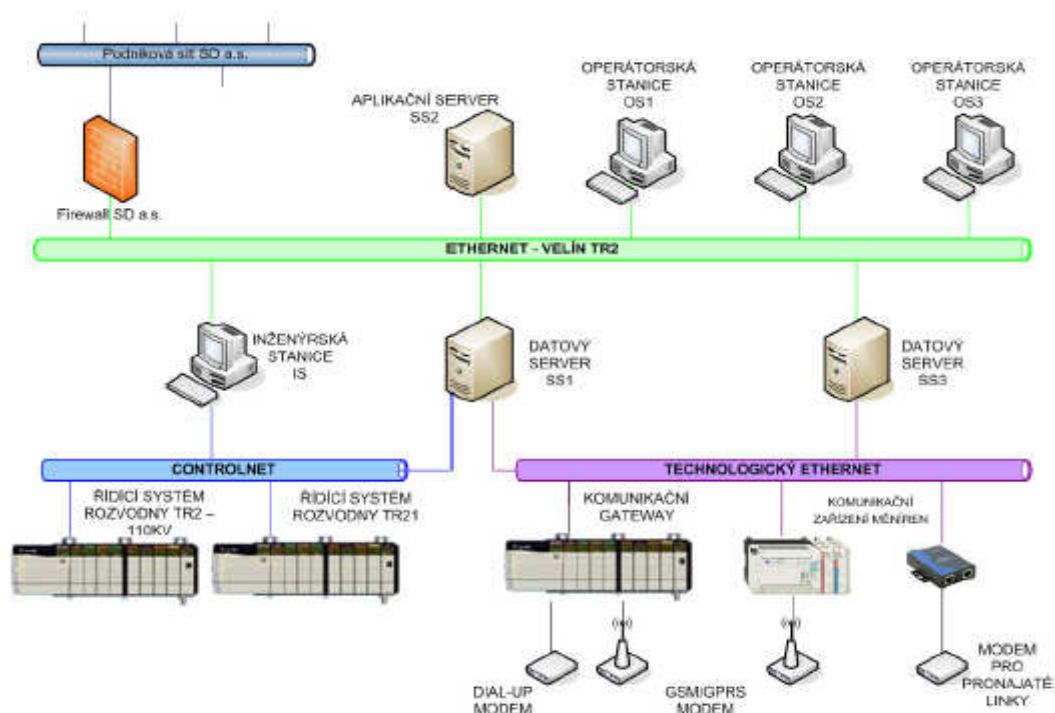 Podniková síť SD a.s.
OPERÁTORSKÁ
STANICE
OS1
OPERÁTORSKÁ
STANICE
OS2
OPERÁTORSKÁ
STANICE
OS3
APLIKAČNÍ SERVER
SS2
Firewall SD a.s.
ETHERNET - VELÍN TR2
INŽENÝRSKÁ
STANICE
IS
DATOVÝ
SERVER
SS1
DATOVÝ
SERVER
SS3
CONTROLNET
TECHNOLOGICKÝ ETHERNET
ŘÍDÍCÍ SYSTÉM
ROZVODNY TR2 –
110KV
ŘÍDÍCÍ SYSTÉM
ROZVODNY TR21
KOMUNIKAČNÍ
GATEWAY
KOMUNIKAČNÍ
ZAŘÍZENÍ MĚNÍREN
DIAL-UP
MODEM
GSM/GPRS
MODEM
MODEM
PRO
PRONAJATÉ
LINKY